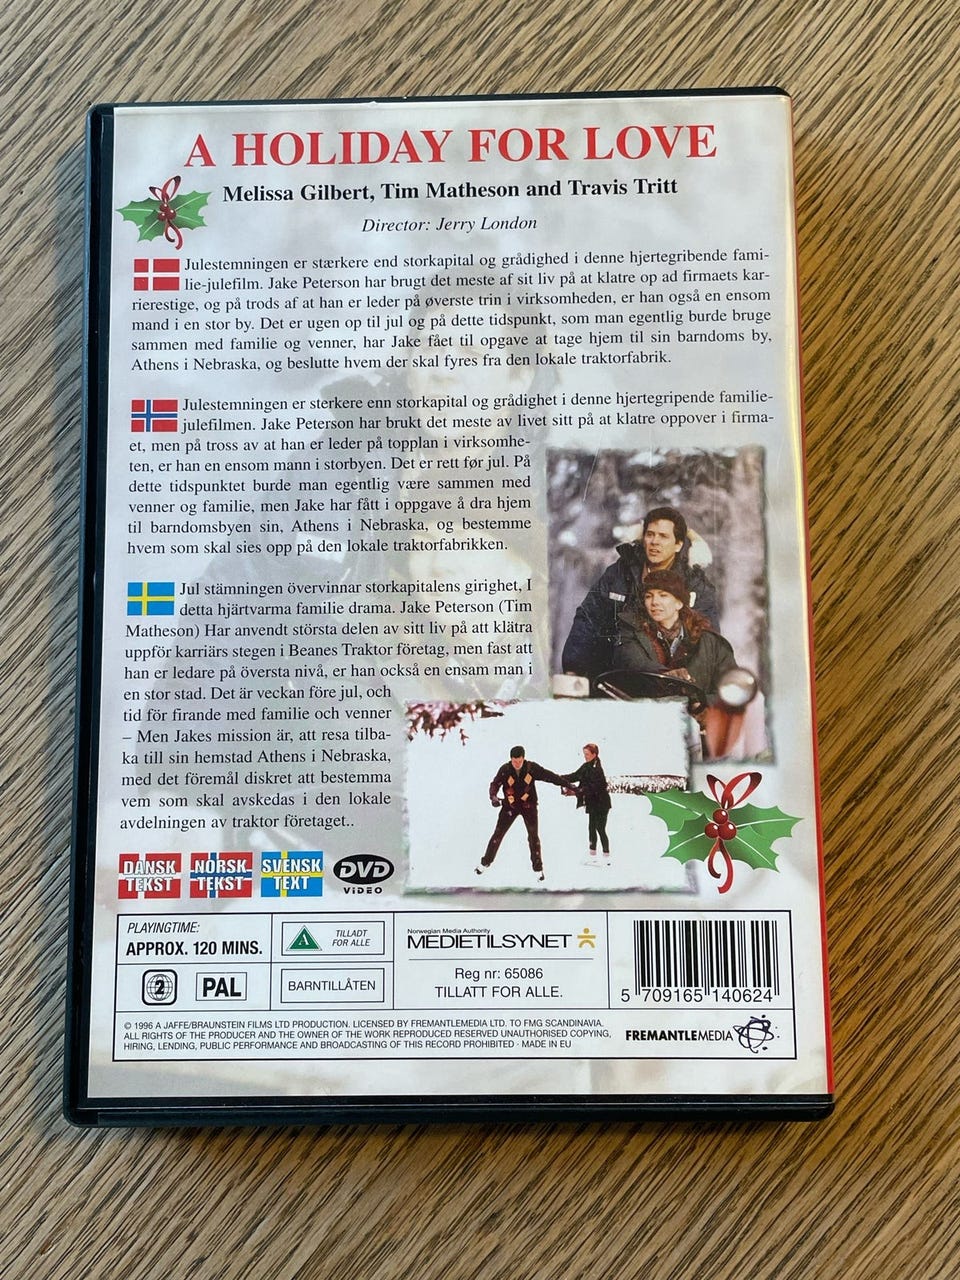 A HOLIDAY FOR LOVE
Melissa Gilbert, Tim Matheson and Travis Tritt
Director: Jerry London
Julestemningen er stærkere end storkapital og grådighed i denne hjertegribende fami-
lie-julefilm. Jake Peterson har brugt det meste af sit liv på at klatre op ad firmaets kar-
rierestige, og på trods af at han er leder på øverste trin i virksomheden, er han også en ensom
mand i en stor by. Det er ugen op til jul og på dette tidspunkt, som man egentlig burde bruge
sammen med familie og venner, har Jake fået til opgave at tage hjem til sin barndoms by,
Athens i Nebraska, og beslutte hvem der skal fyres fra den lokale traktorfabrik.
Julestemningen er sterkere enn storkapital og grådighet i denne hjertegripende familie-
julefilmen. Jake Peterson har brukt det meste av livet sitt på at klatre oppover i firma-
et, men på tross av at han er leder på topplan i virksomhe-
ten, er han en ensom mann i storbyen. Det er rett før jul. På
dette tidspunktet burde man egentlig være sammen med
venner og familie, men Jake har fått i oppgave å dra hjem
til barndomsbyen sin, Athens i Nebraska, og bestemme
hvem som skal sies opp på den lokale traktorfabrikken.
Jul stämningen övervinnar storkapitalens girighet, I
detta hjärtvarma familie drama. Jake Peterson (Tim
Matheson) Har anvendt största delen av sitt liv på att klätra
uppför karriärs stegen i Beanes Traktor företag, men fast att
han er ledare på översta nivå, er han också en ensam man i
en stor stad. Det är veckan före jul, och
tid för firande med familie och venner
– Men Jakes mission är, att resa tilba-
ka till sin hemstad Athens i Nebraska,
med det föremål diskret att bestemma
vem som skal avskedas i den lokale
avdelningen av traktor företaget..
DANSK TEKST
NORSK TEKST
SVENSK TEXT
DVD VIDEO
PLAYINGTIME:
APPROX. 120 MINS.
2
PAL
A
TILLADT FOR ALLE
BARNTILLÅTEN
Norwegian Media Authority
MEDIETILSYNET
Reg nr: 65086
TILLATT FOR ALLE.
5 709165 140624
© 1996 A JAFFE/BRAUNSTEIN FILMS LTD PRODUCTION. LICENSED BY FREMANTLEMEDIA LTD. TO FMG SCANDINAVIA.
ALL RIGHTS OF THE PRODUCER AND THE OWNER OF THE WORK REPRODUCED RESERVED UNAUTHORISED COPYING,
HIRING, LENDING, PUBLIC PERFORMANCE AND BROADCASTING OF THIS RECORD PROHIBITED · MADE IN EU
FREMANTLEMEDIA